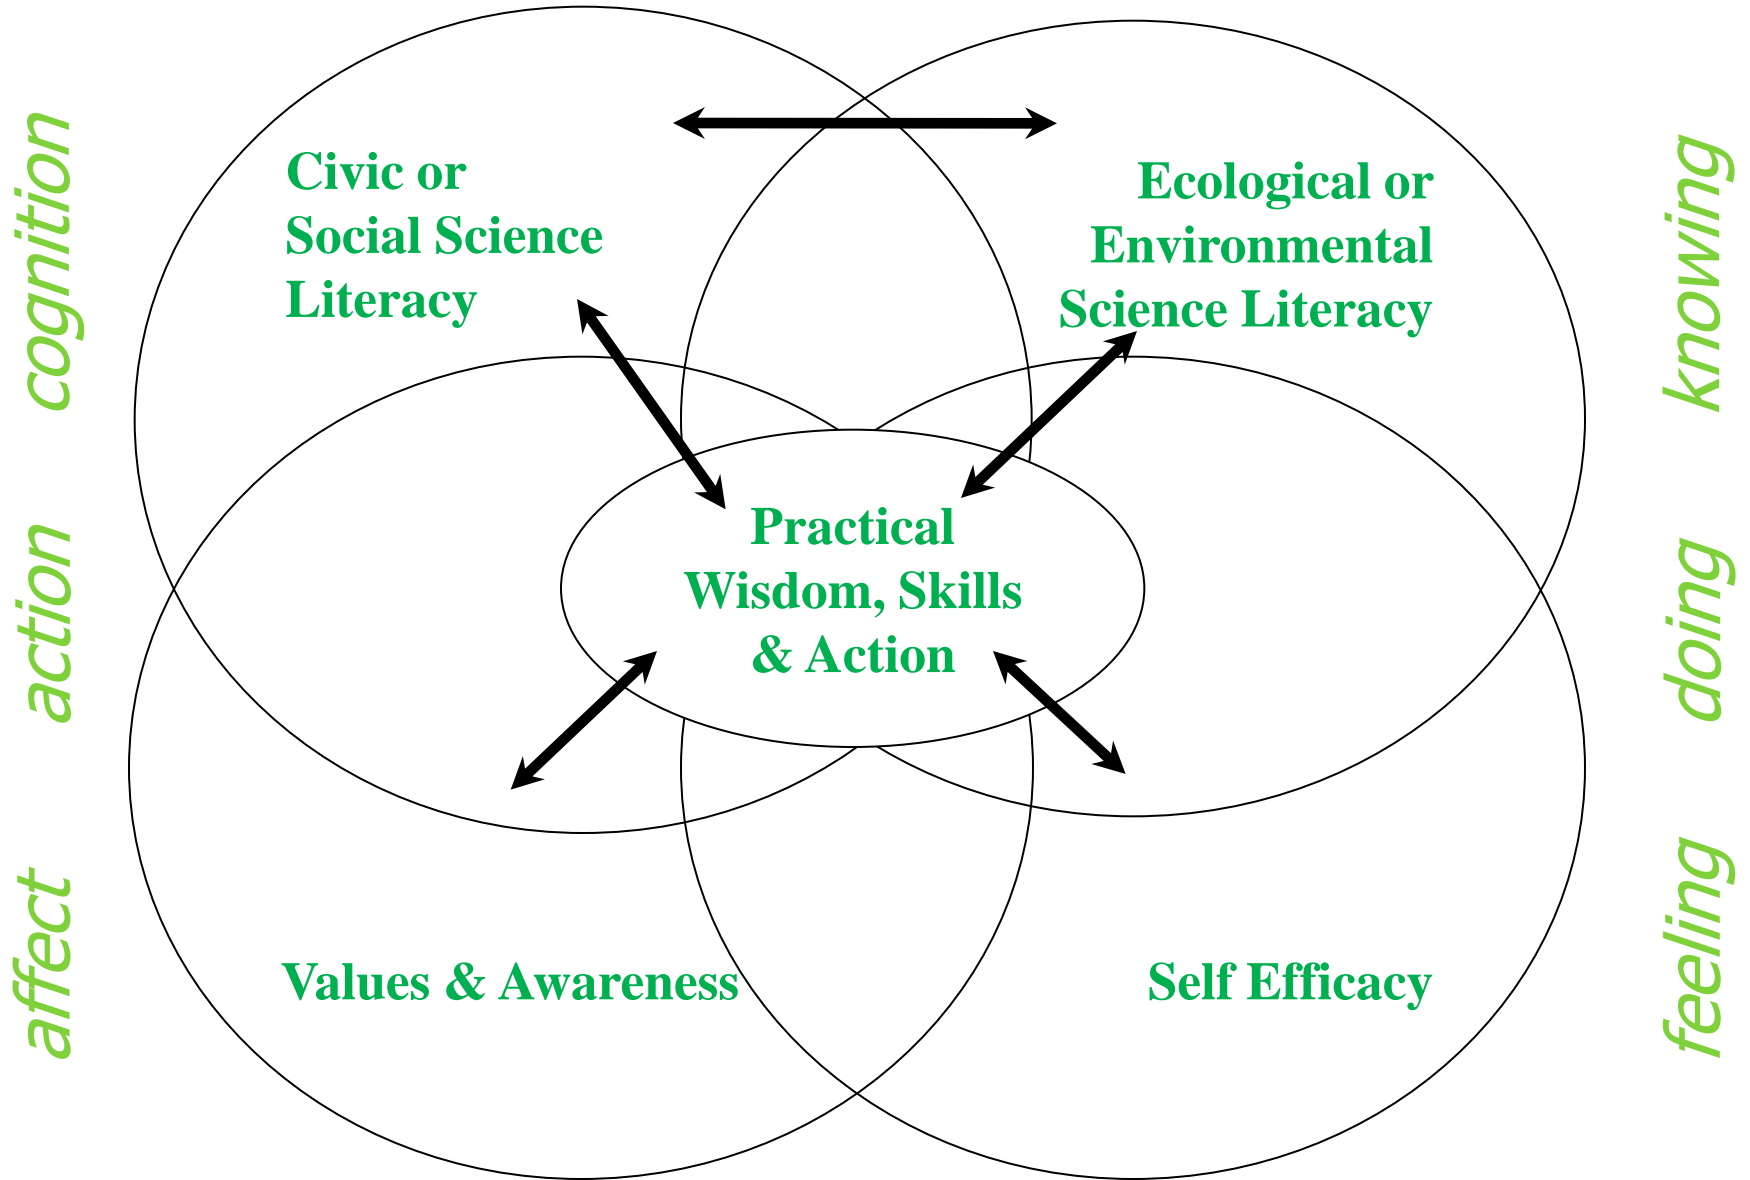 cognition
knowing
Civic or
Social Science
Literacy
Ecological or
Environmental
Science Literacy
action
doing
Practical
Wisdom, Skills
& Action
affect
feeling
Values & Awareness
Self Efficacy